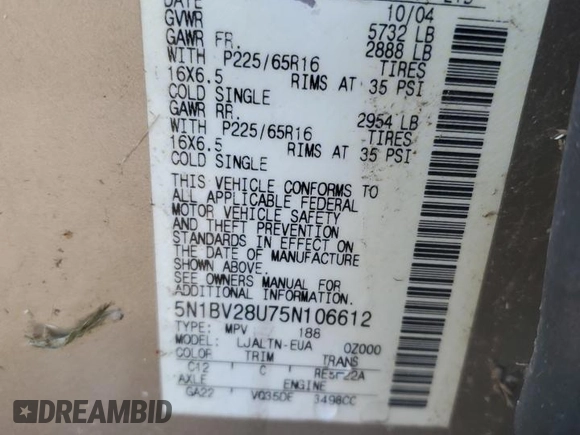 DATE 10/04
GVWR 5732 LB
GAWR FR. 2888 LB
WITH P225/65R16 TIRES
16X6.5 RIMS AT 35 PSI
COLD SINGLE
GAWR RR. 2954 LB
WITH P225/65R16 TIRES
16X6.5 RIMS AT 35 PSI
COLD SINGLE
THIS VEHICLE CONFORMS TO
ALL APPLICABLE FEDERAL
MOTOR VEHICLE SAFETY
AND THEFT PREVENTION
STANDARDS IN EFFECT ON
THE DATE OF MANUFACTURE
SHOWN ABOVE.
SEE OWNERS MANUAL FOR
ADDITIONAL INFORMATION.
5N1BV28U75N106612
TYPE: MPV 188
MODEL: LJALTN-EUA 0Z000
COLOR TRIM TRANS
C12 C RE5F22A
AXLE ENGINE
GA22 VQ35DE 3498CC
DREAMBID